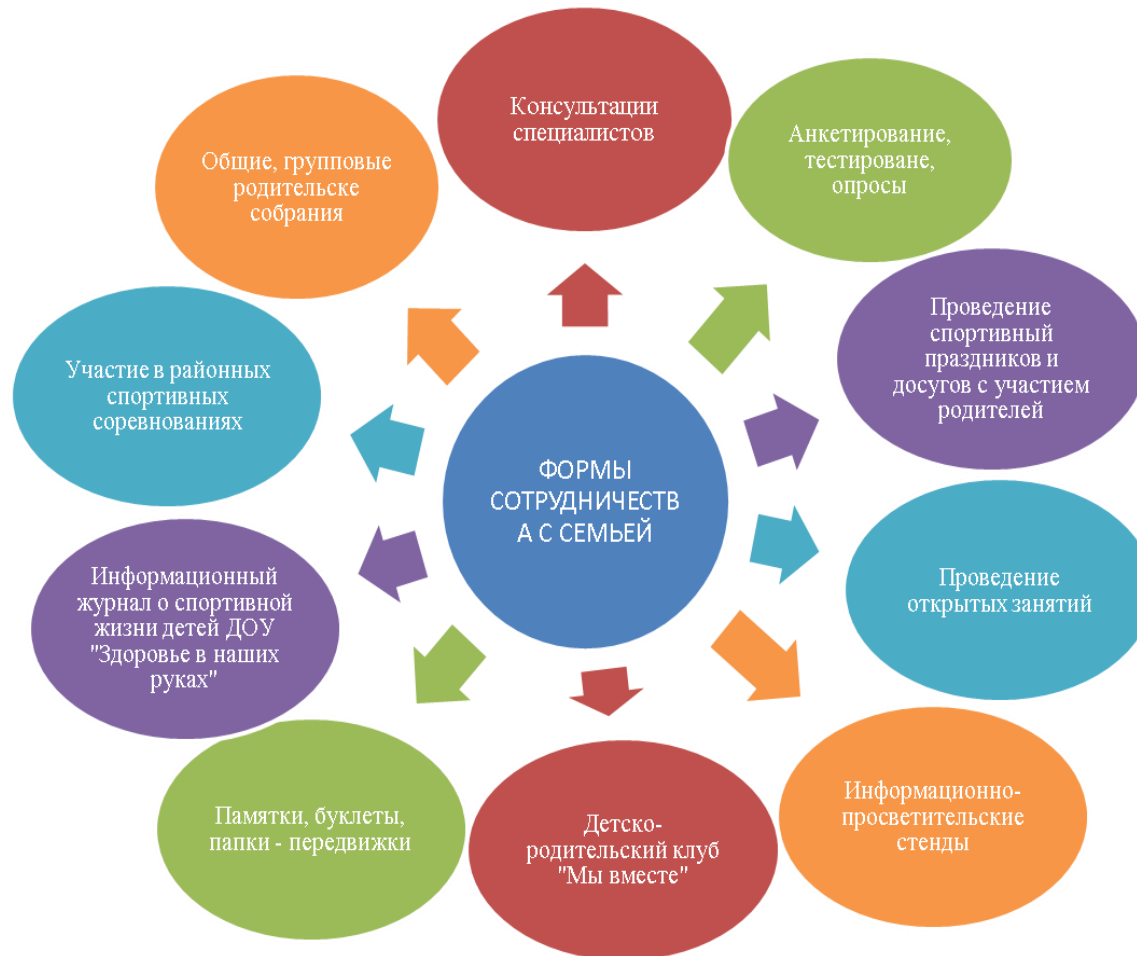 Консультации
специалистов
Анкетирование,
тестироване,
опросы
Проведение
спортивный
праздников и
досугов с участием
родителей
Проведение
открытых занятий
Информационно-
просветительские
стенды
Детско-
родительский клуб
"Мы вместе"
Памятки, буклеты,
папки - передвижки
Информационный
журнал о спортивной
жизни детей ДОУ
"Здоровье в наших
руках"
Участие в районных
спортивных
соревнованиях
Общие, групповые
родительске
собрания
ФОРМЫ
СОТРУДНИЧЕСТВ
А С СЕМЬЕЙ